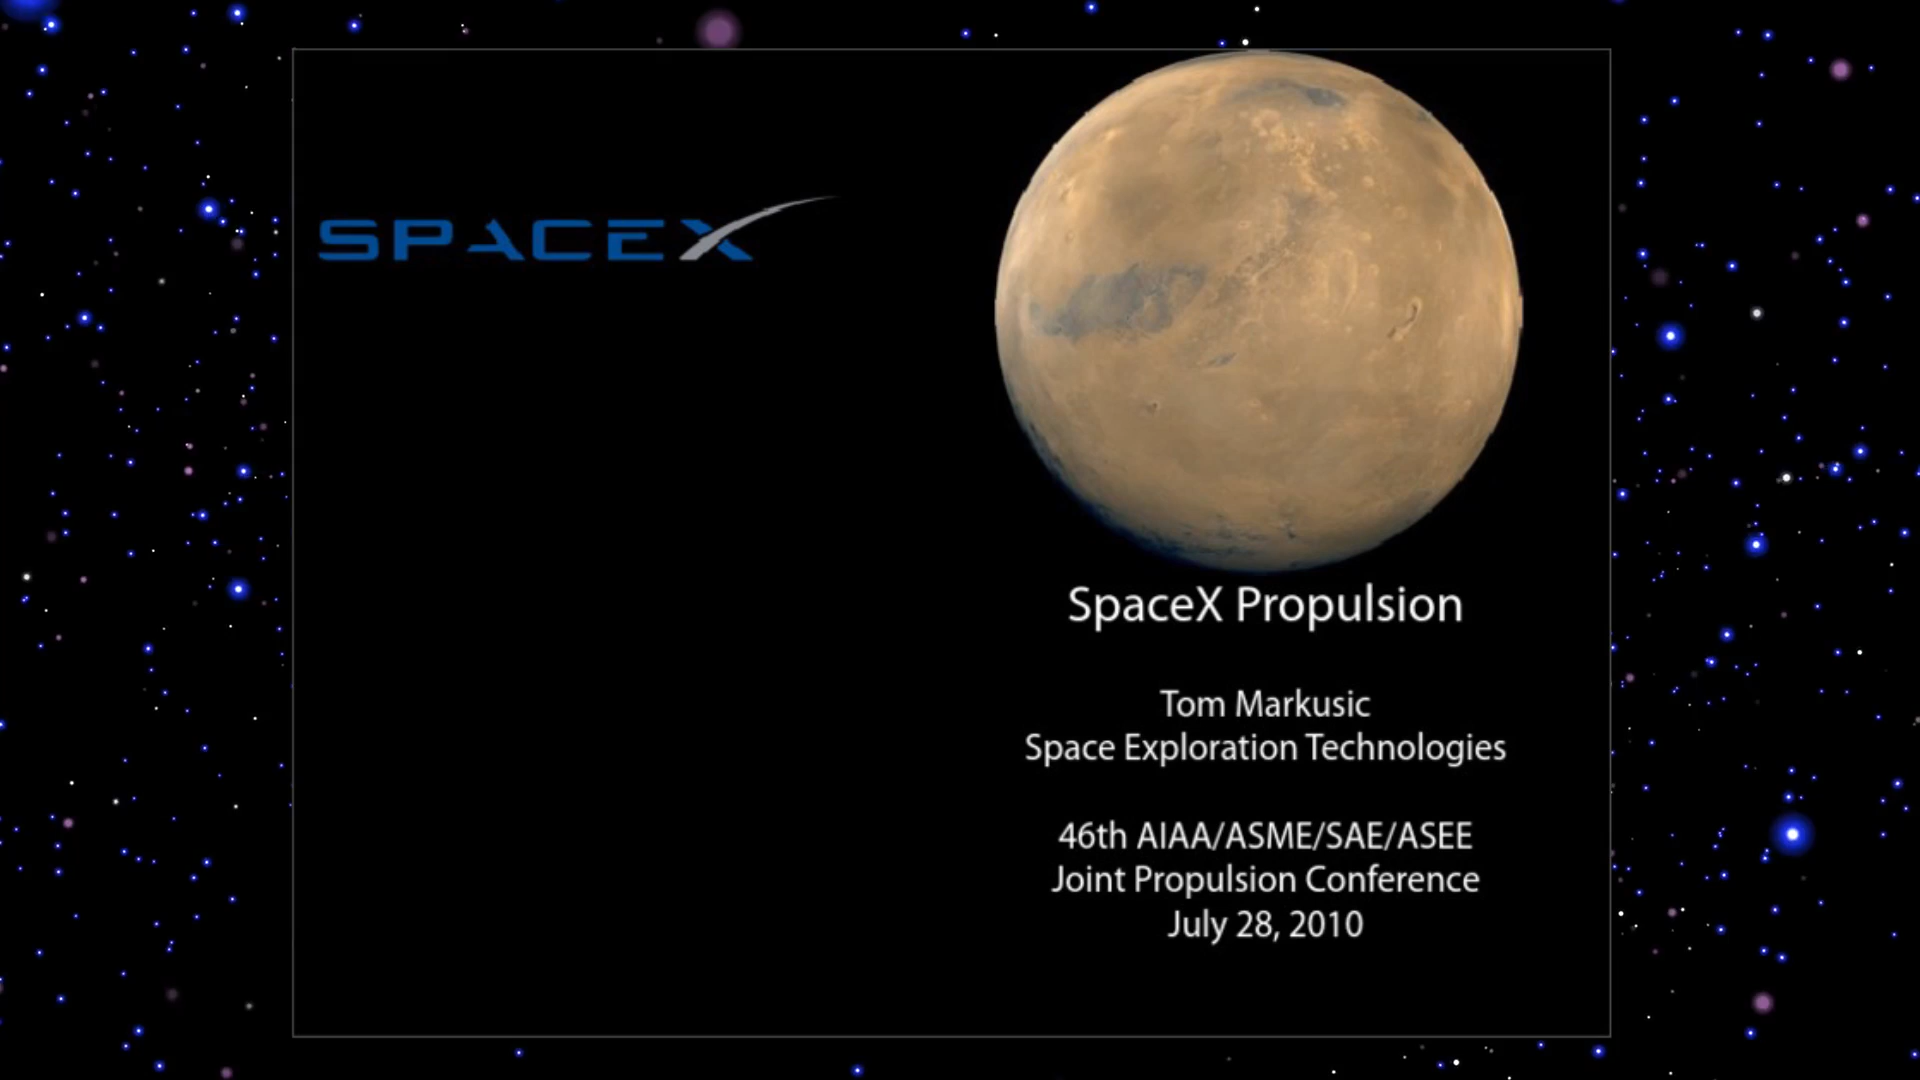 SPACEX
SpaceX Propulsion
Tom Markusic
Space Exploration Technologies
46th AIAA/ASME/SAE/ASEE
Joint Propulsion Conference
July 28, 2010